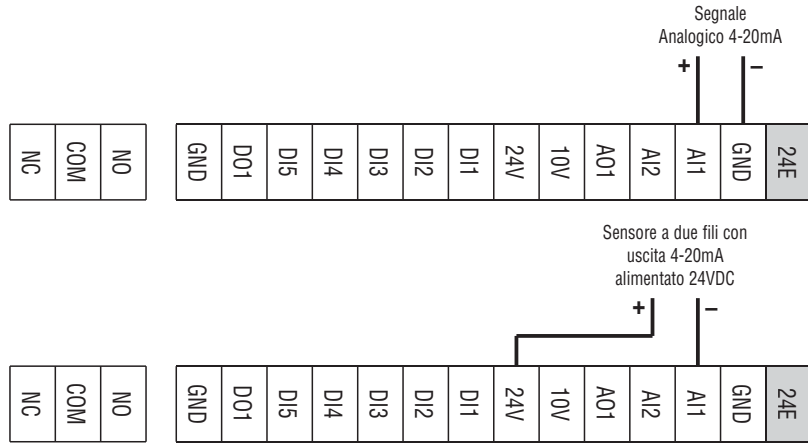 Segnale
Analogico 4-20mA
+ –
NC COM NO GND DO1 DI5 DI4 DI3 DI2 DI1 24V 10V AO1 AI2 AI1 GND 24E
Sensore a due fili con
uscita 4-20mA
alimentato 24VDC
+ –
NC COM NO GND DO1 DI5 DI4 DI3 DI2 DI1 24V 10V AO1 AI2 AI1 GND 24E